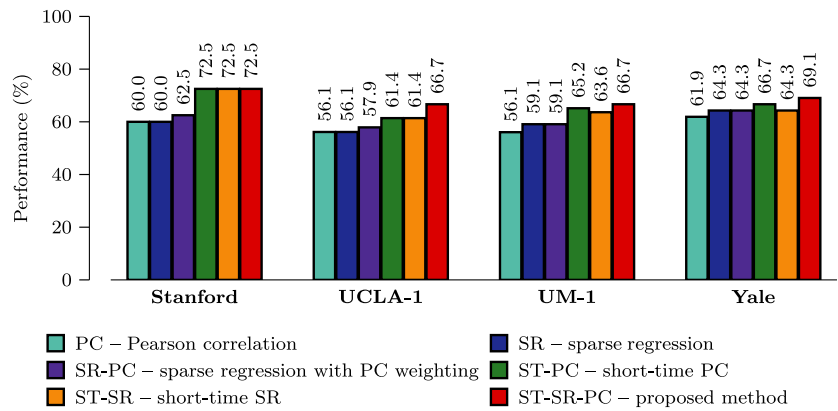 100
80
60
40
20
0
Performance (%)
60.0 60.0 62.5 72.5 72.5 72.5
56.1 56.1 57.9 61.4 61.4 66.7
56.1 59.1 59.1 65.2 63.6 66.7
61.9 64.3 64.3 66.7 64.3 69.1
Stanford UCLA-1 UM-1 Yale
PC – Pearson correlation
SR – sparse regression
SR-PC – sparse regression with PC weighting
ST-PC – short-time PC
ST-SR – short-time SR
ST-SR-PC – proposed method